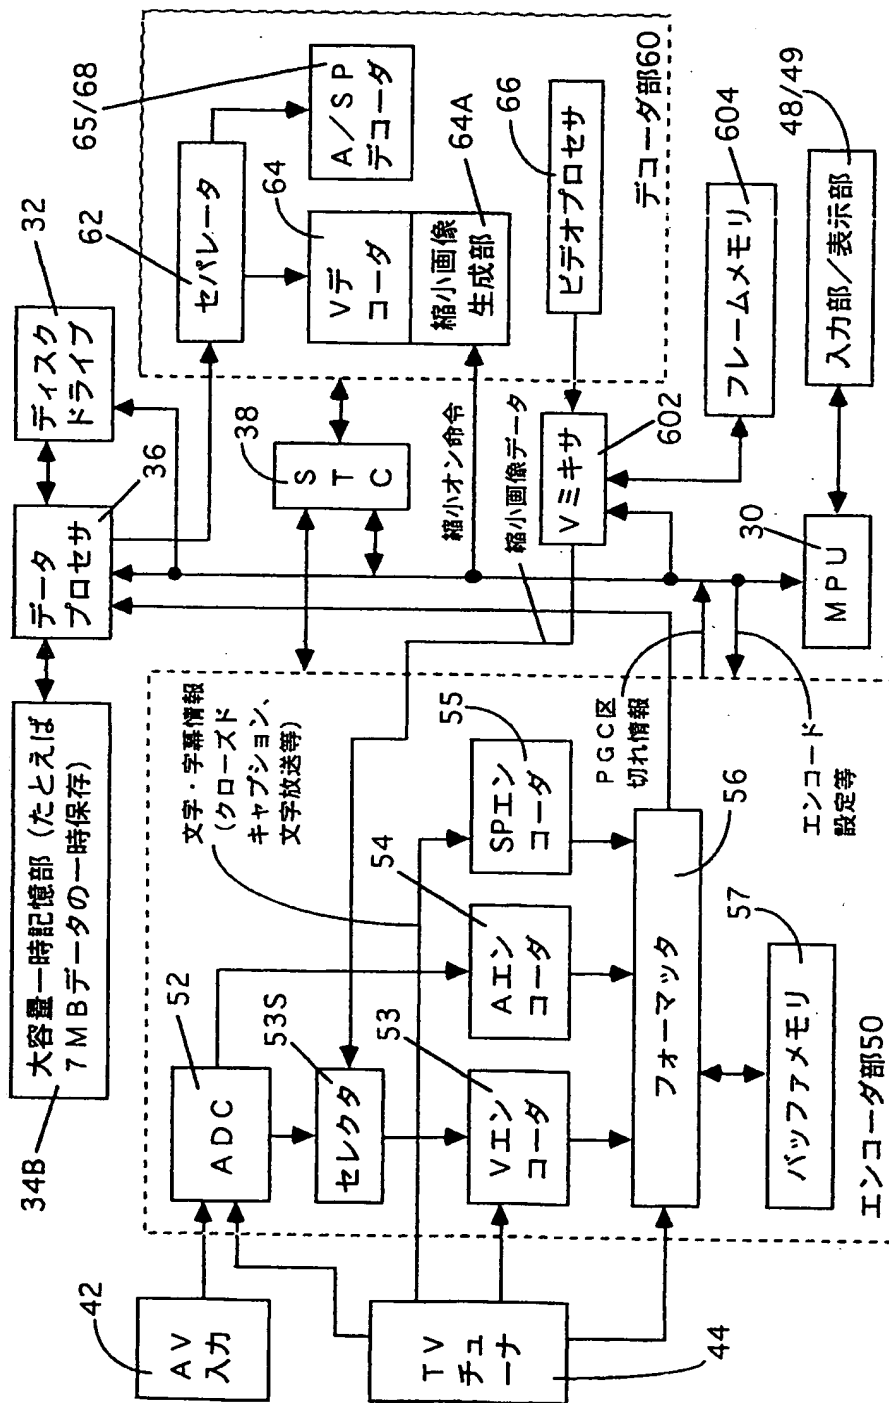 34B
大容量一時記憶部(たとえば
7MBデータの一時保存)
データ
プロセサ
36
ディスク
ドライブ
32
62
セパレータ
65/68
A/SP
デコーダ
64
Vデ
コーダ
縮小画像
生成部
64A
66
ビデオプロセサ
デコーダ部60
38
STC
縮小オン命令
縮小画像データ
Vミキサ
602
フレームメモリ
604
入力部/表示部
48/49
30
MPU
42
AV
入力
52
ADC
53S
セレクタ
文字・字幕情報
(クローズド
キャプション、
文字放送等)
53
Vエン
コーダ
54
Aエン
コーダ
55
SPエン
コーダ
PGC区
切れ情報
エンコード
設定等
フォーマッタ
56
57
バッファメモリ
エンコーダ部50
TV
チュ
ーナ
44